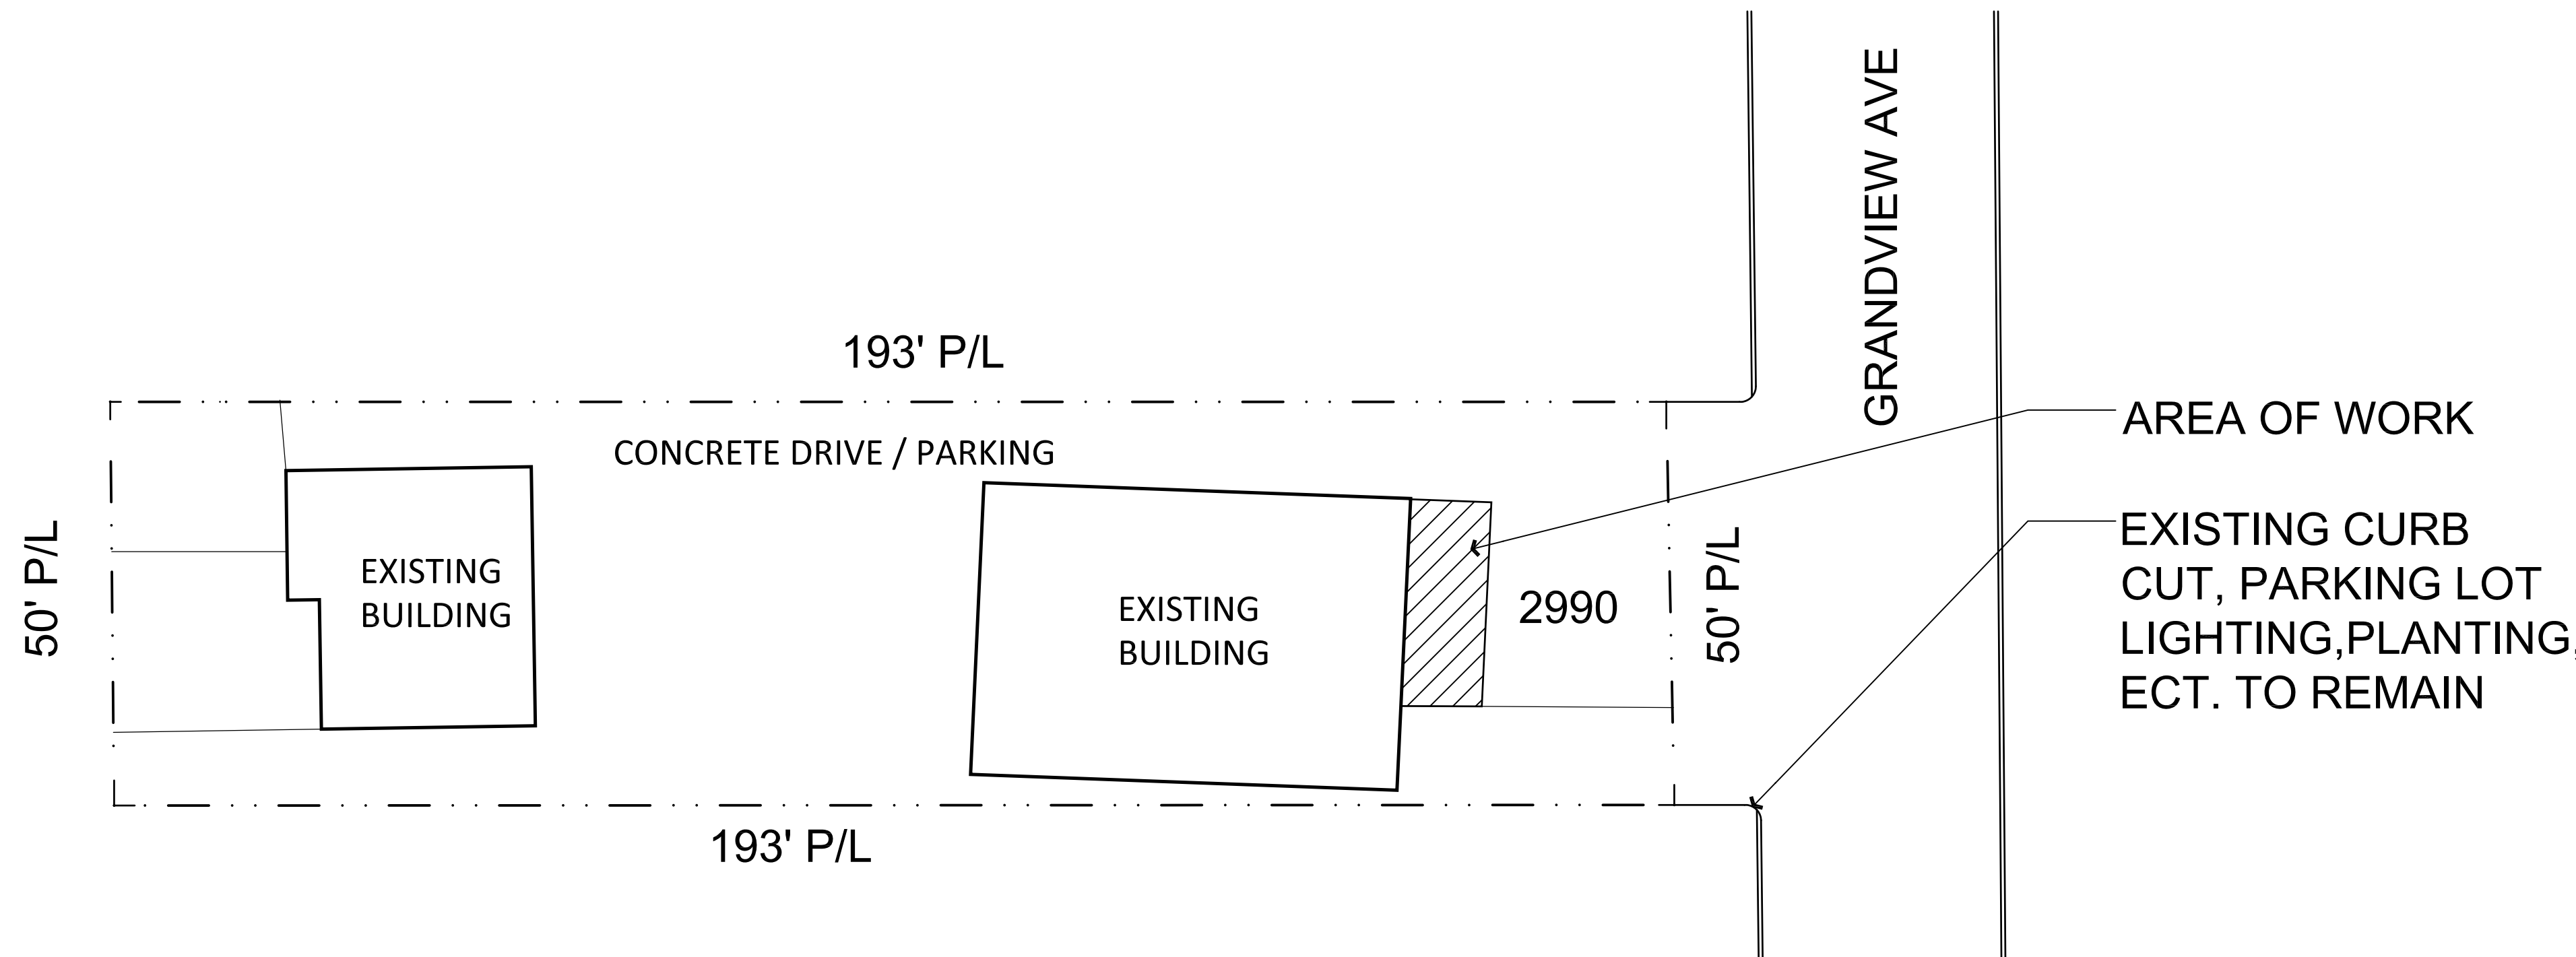 GRANDVIEW AVE
193' P/L
AREA OF WORK
CONCRETE DRIVE / PARKING
50' P/L
EXISTING
BUILDING
EXISTING
BUILDING
2990
50' P/L
EXISTING CURB
CUT, PARKING LOT
LIGHTING,PLANTING,
ECT. TO REMAIN
193' P/L